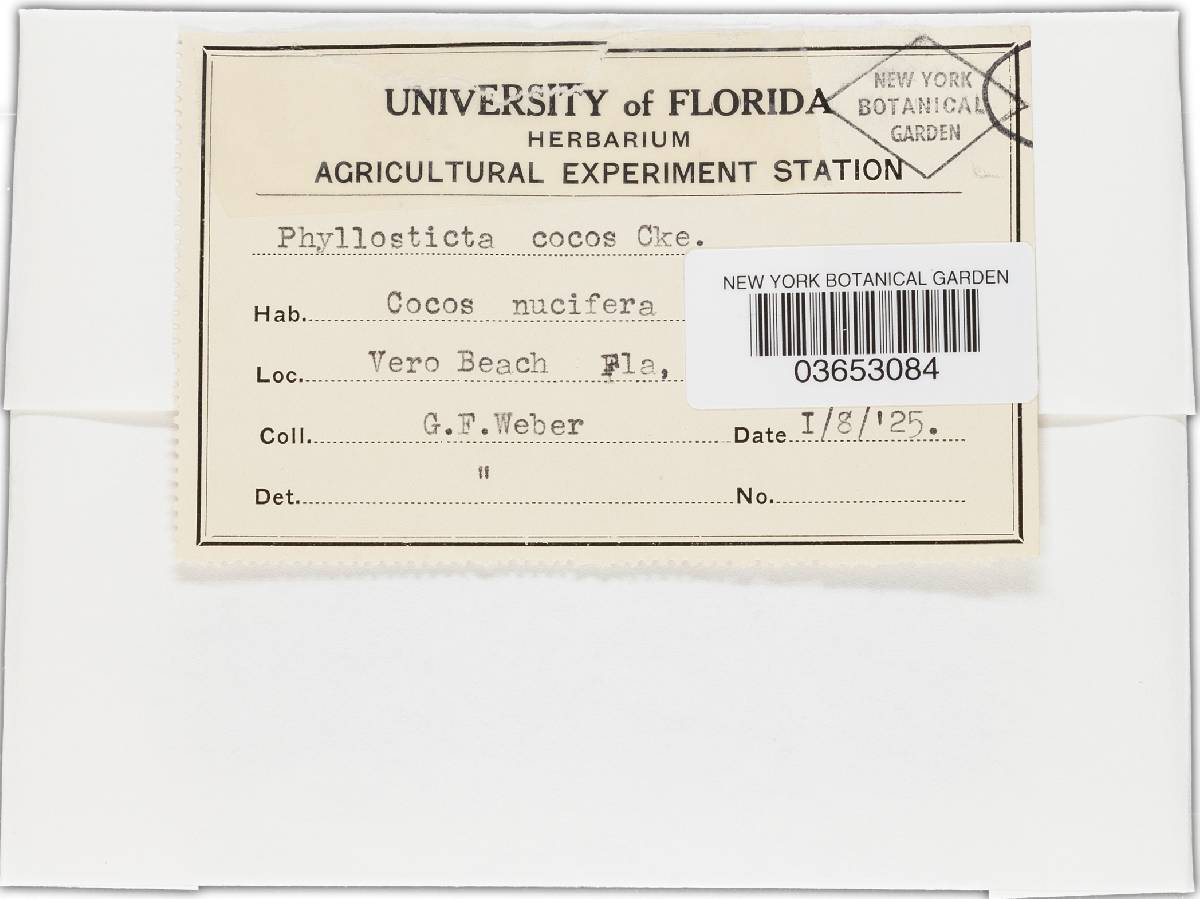 UNIVERSITY of FLORIDA
HERBARIUM
AGRICULTURAL EXPERIMENT STATION
NEW YORK
BOTANICAL
GARDEN
Phyllosticta cocos Cke.
Hab. Cocos nucifera
Loc. Vero Beach Fla,
NEW YORK BOTANICAL GARDEN
03653084
Coll. G.F.Weber Date I/8/'25.
Det. " No.